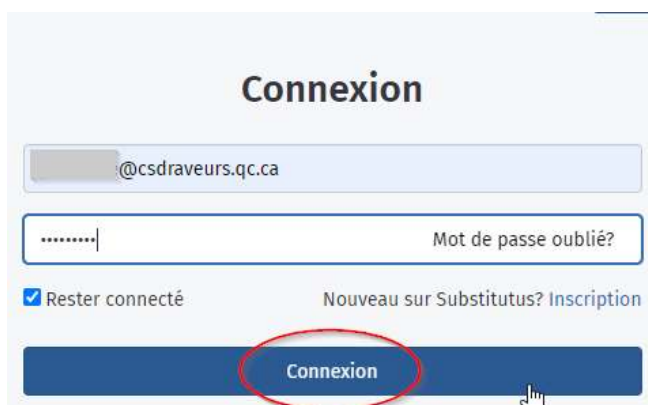 Connexion
@csdraveurs.qc.ca
••••••••• Mot de passe oublié?
Rester connecté Nouveau sur Substitutus? Inscription
Connexion